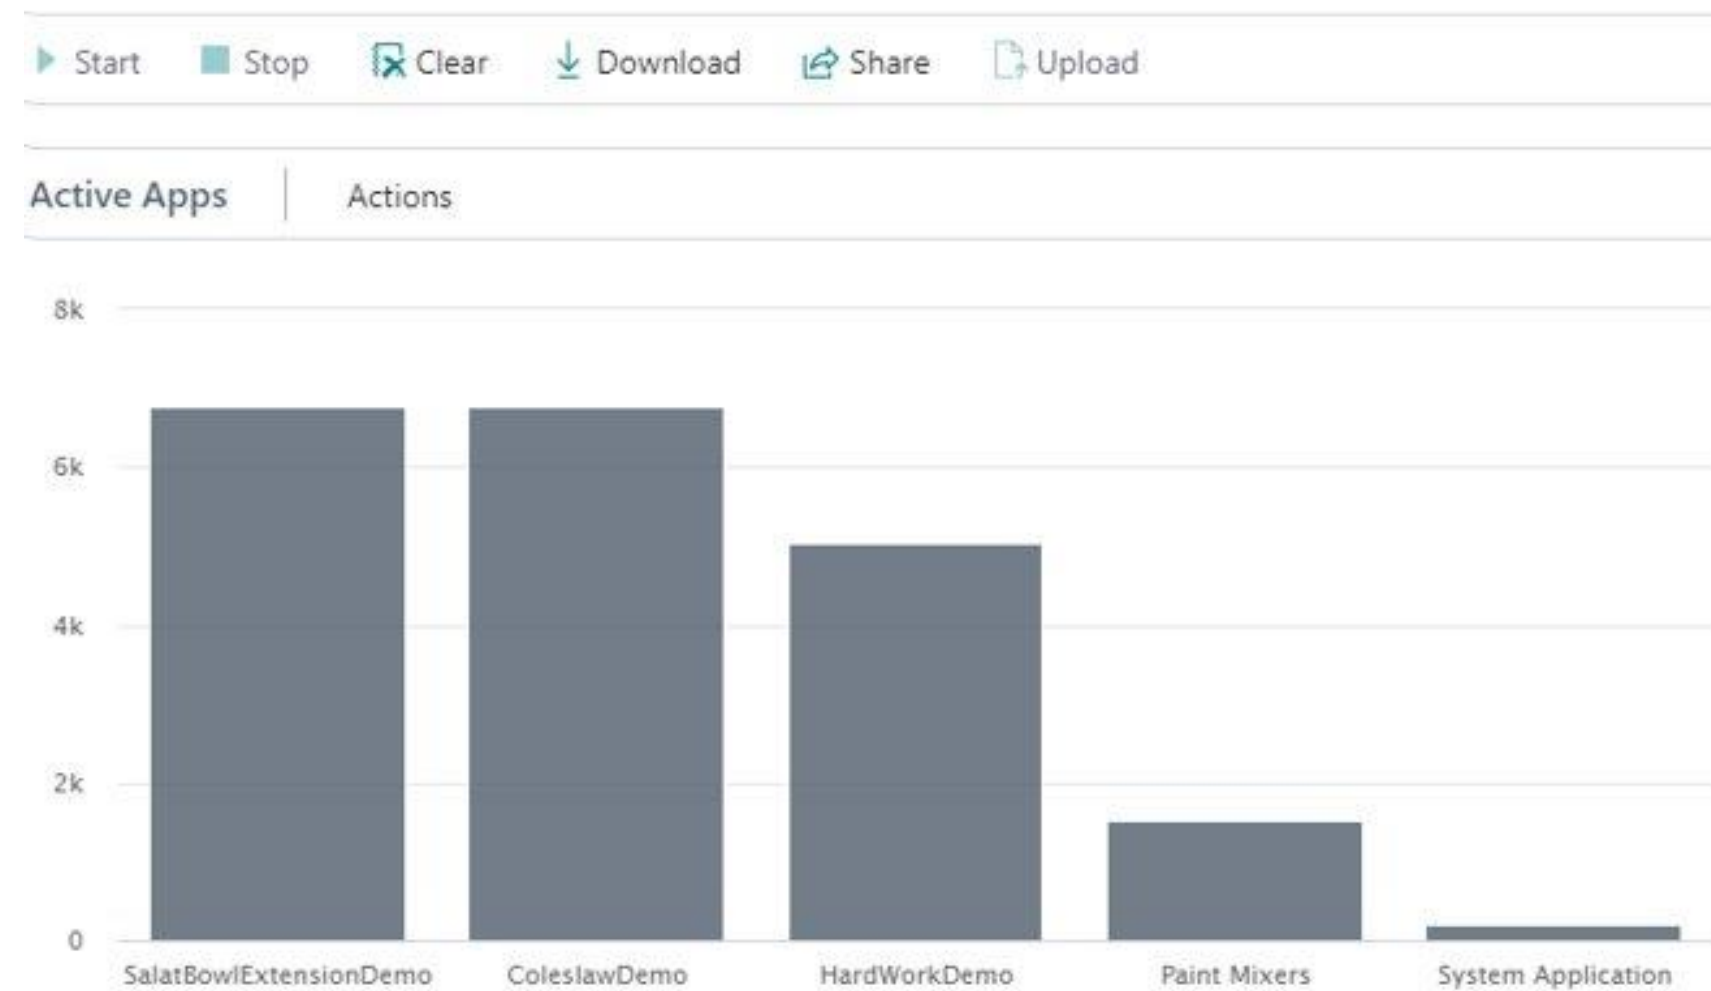 Start Stop Clear Download Share Upload
Active Apps Actions
8k
6k
4k
2k
0
SalatBowlExtensionDemo ColeslawDemo HardWorkDemo Paint Mixers System Application